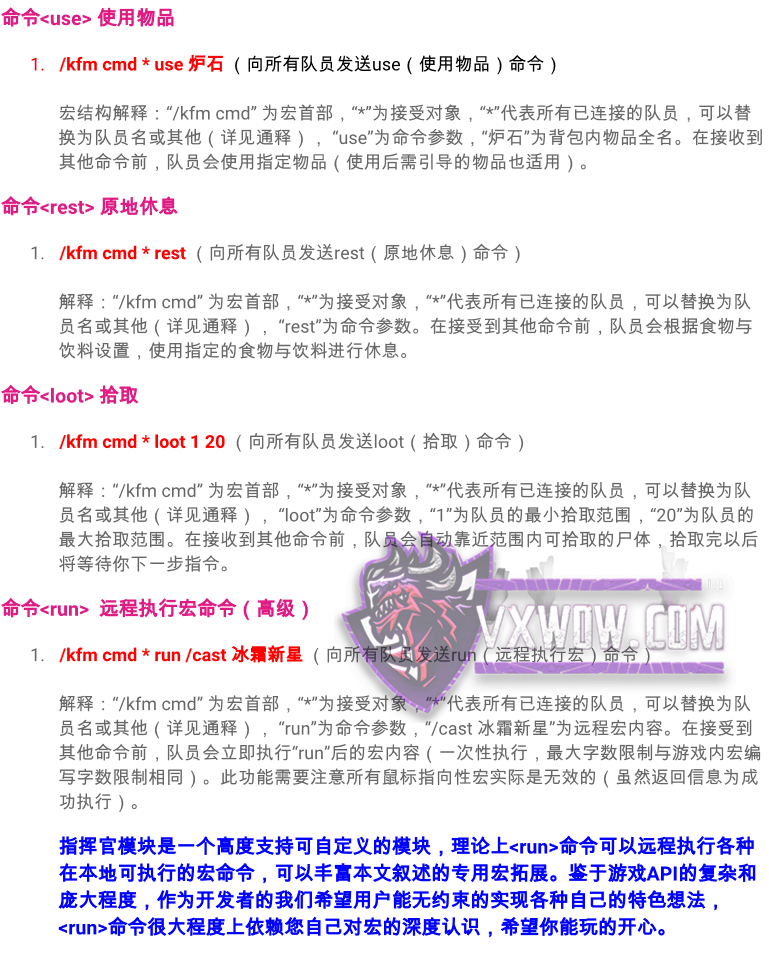 命令<use> 使用物品
1. /kfm cmd * use 炉石 （向所有队员发送use（使用物品）命令）
宏结构解释：“/kfm cmd” 为宏首部，“*”为接受对象，“*”代表所有已连接的队员，可以替
换为队员名或其他（详见通释）， “use”为命令参数，“炉石”为背包内物品全名。在接收到
其他命令前，队员会使用指定物品（使用后需引导的物品也适用）。
命令<rest> 原地休息
1. /kfm cmd * rest （向所有队员发送rest（原地休息）命令）
解释：“/kfm cmd” 为宏首部，“*”为接受对象，“*”代表所有已连接的队员，可以替换为队
员名或其他（详见通释）， “rest”为命令参数。在接受到其他命令前，队员会根据食物与
饮料设置，使用指定的食物与饮料进行休息。
命令<loot> 拾取
1. /kfm cmd * loot 1 20 （向所有队员发送loot（拾取）命令）
解释：“/kfm cmd” 为宏首部，“*”为接受对象，“*”代表所有已连接的队员，可以替换为队
员名或其他（详见通释）， “loot”为命令参数，“1”为队员的最小拾取范围，“20”为队员的
最大拾取范围。在接收到其他命令前，队员会自动靠近范围内可拾取的尸体，拾取完以后
将等待你下一步指令。
命令<run> 远程执行宏命令（高级）
VXWOW.COM
1. /kfm cmd * run /cast 冰霜新星 （向所有队员发送run（远程执行宏）命令）
解释：“/kfm cmd” 为宏首部，“*”为接受对象，“*”代表所有已连接的队员，可以替换为队
员名或其他（详见通释）， “run”为命令参数，“/cast 冰霜新星”为远程宏内容。在接受到
其他命令前，队员会立即执行“run”后的宏内容（一次性执行，最大字数限制与游戏内宏编
写字数限制相同）。此功能需要注意所有鼠标指向性宏实际是无效的（虽然返回信息为成
功执行）。
指挥官模块是一个高度支持可自定义的模块，理论上<run>命令可以远程执行各种
在本地可执行的宏命令，可以丰富本文叙述的专用宏拓展。鉴于游戏API的复杂和
庞大程度，作为开发者的我们希望用户能无约束的实现各种自己的特色想法，
<run>命令很大程度上依赖您自己对宏的深度认识，希望你能玩的开心。